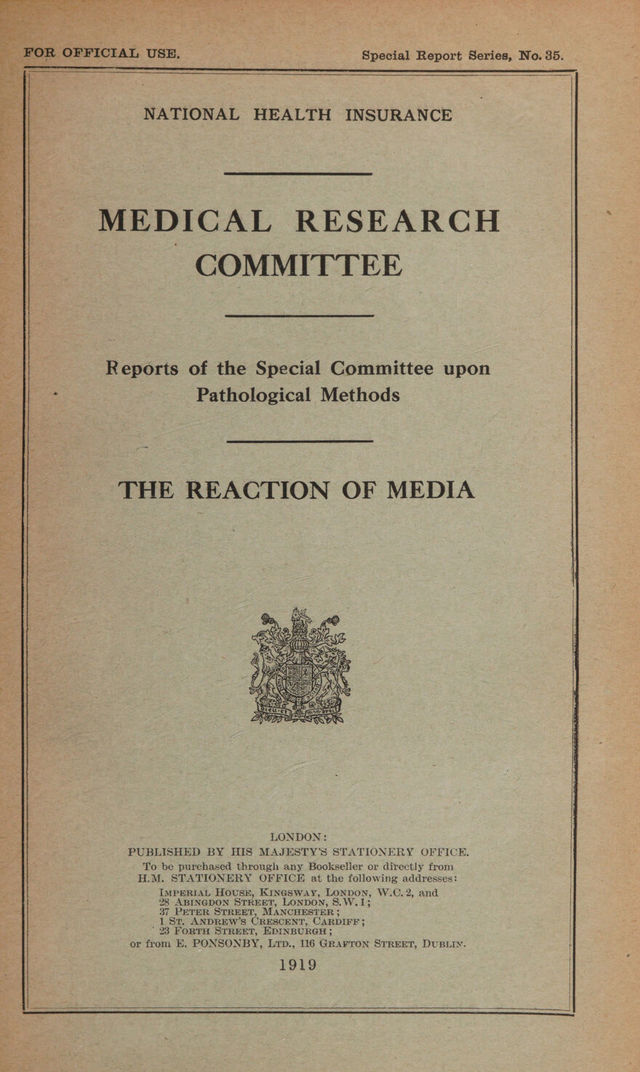 FOR OFFICIAL USE. Special Report Series, No. 35.
NATIONAL HEALTH INSURANCE
MEDICAL RESEARCH
COMMITTEE
Reports of the Special Committee upon
Pathological Methods
THE REACTION OF MEDIA
LONDON:
PUBLISHED BY HIS MAJESTY'S STATIONERY OFFICE.
To be purchased through any Bookseller or directly from
H.M. STATIONERY OFFICE at the following addresses:
IMPERIAL HOUSE, KINGSWAY, LONDON, W.C. 2, and
28 ABINGDON STREET, LONDON, S.W. 1;
37 PETER STREET, MANCHESTER;
1 ST. ANDREW'S CRESCENT, CARDIFF;
23 FORTH STREET, EDINBURGH;
or from E. PONSONBY, LTD., 116 GRAFTON STREET, DUBLIN.
1919